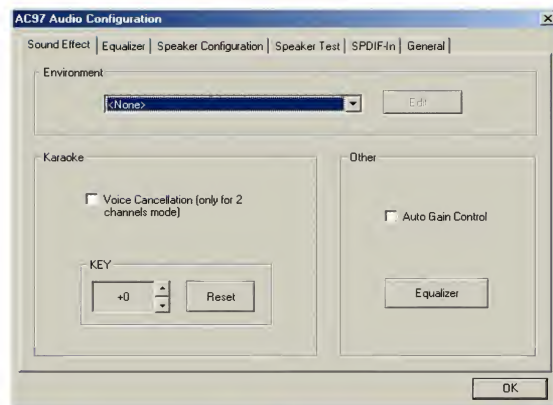 AC97 Audio Configuration
Sound Effect Equalizer Speaker Configuration Speaker Test SPDIF-In General
Environment
<None>
Edit
Karaoke
Voice Cancellation (only for 2
channels mode)
KEY
+0
Reset
Other
Auto Gain Control
Equalizer
OK